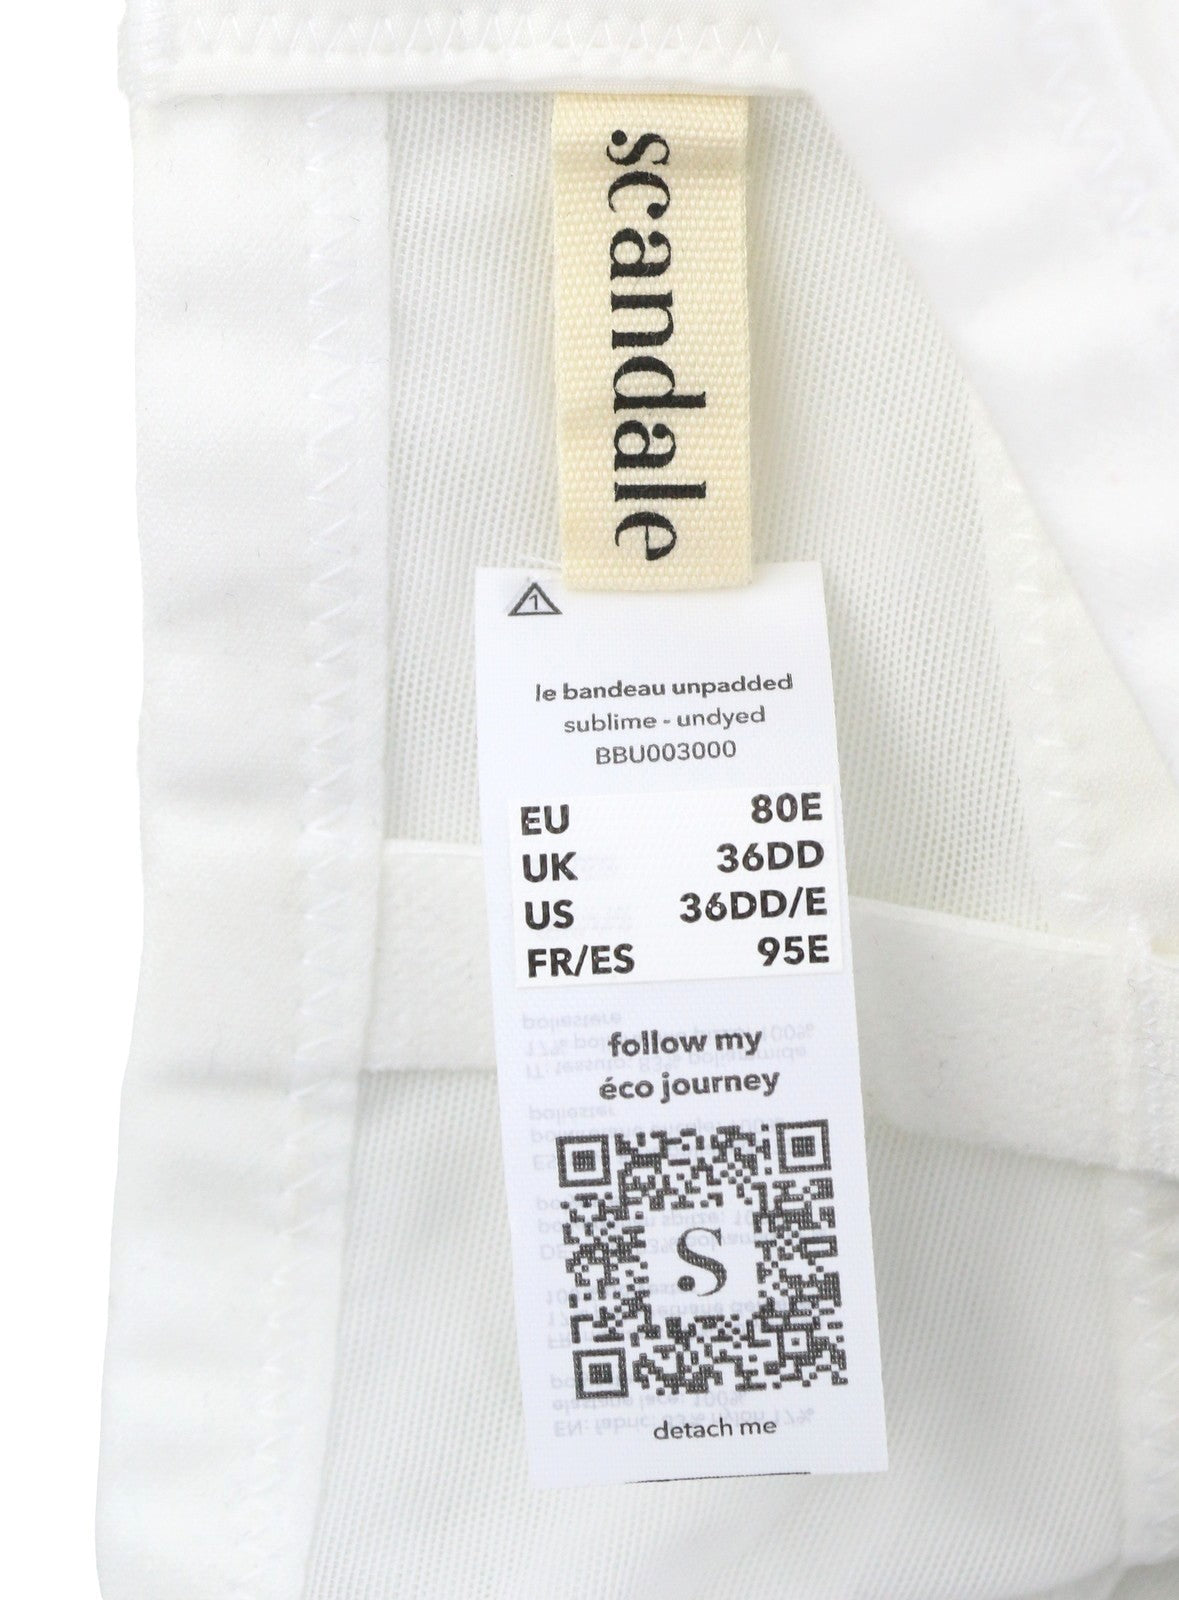 scandale
1
le bandeau unpadded
sublime - undyed
BBU003000
EU 80E
UK 36DD
US 36DD/E
FR/ES 95E
follow my
éco journey
S
detach me